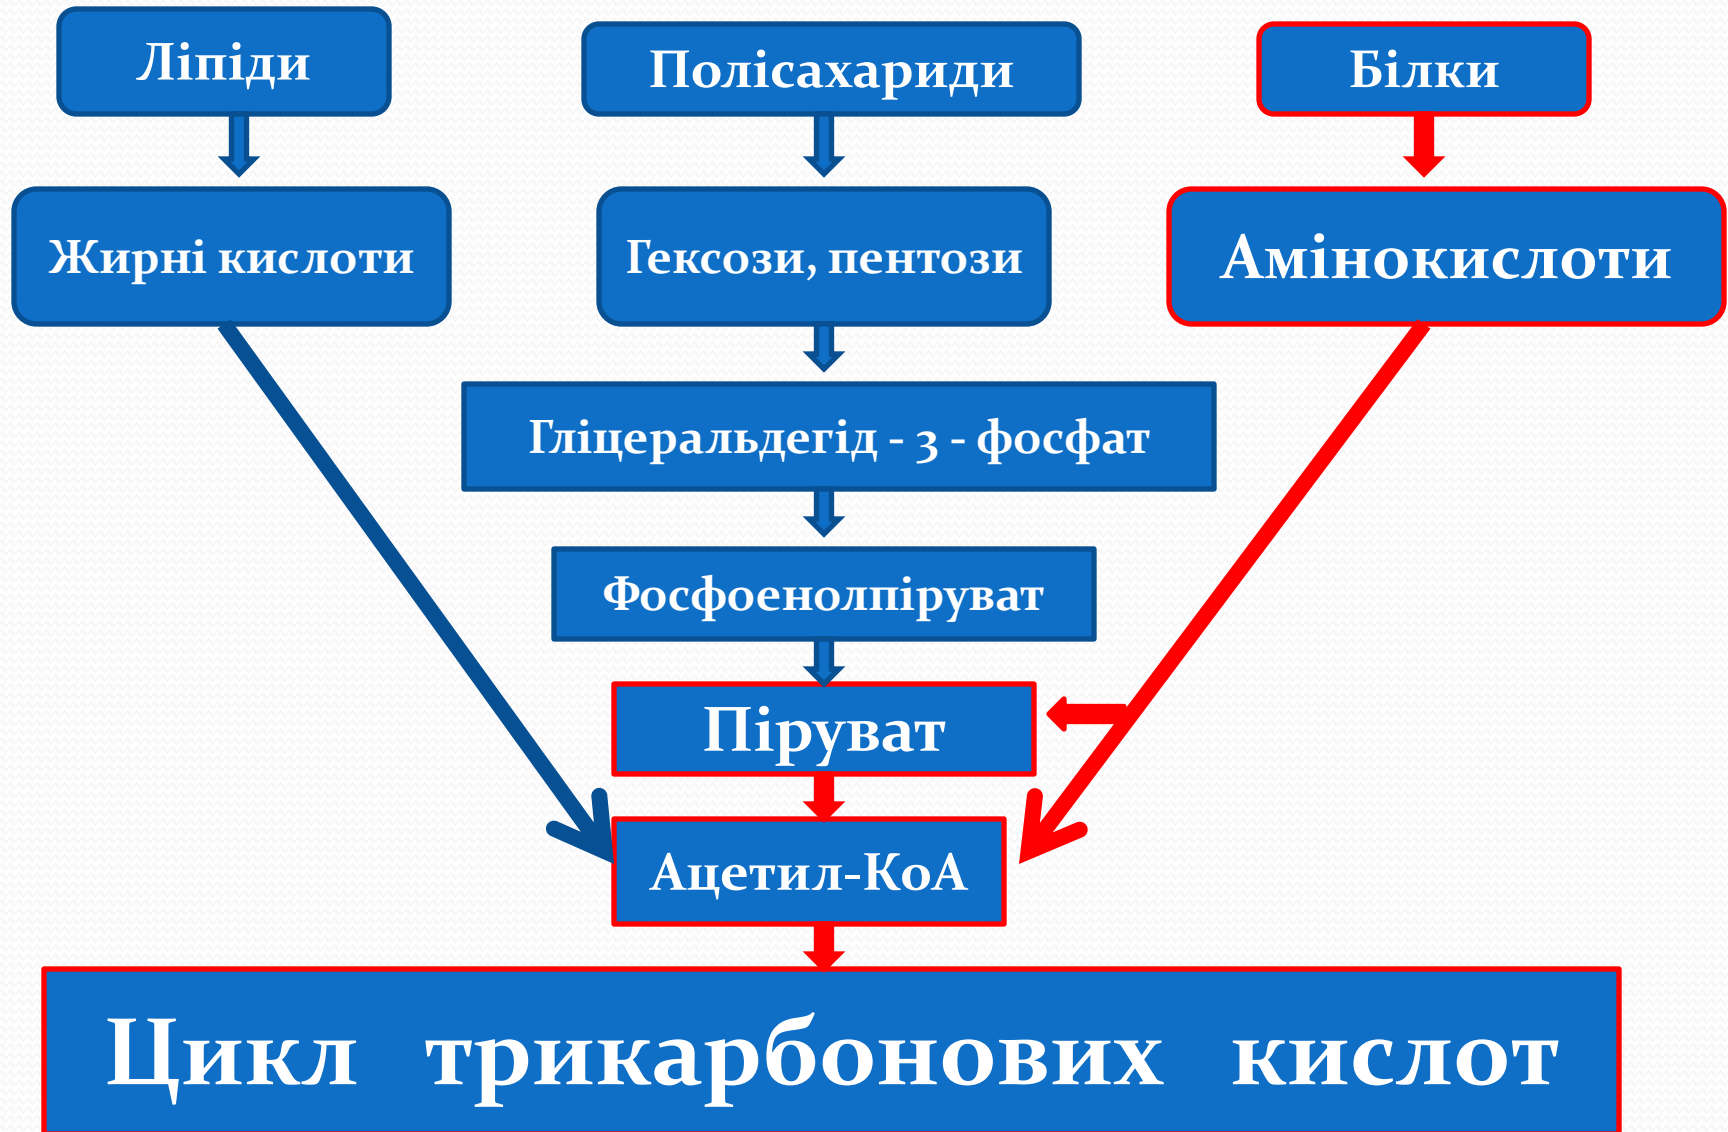 Ліпіди
Полісахариди
Білки
Жирні кислоти
Гексози, пентози
Амінокислоти
Гліцеральдегід - 3 - фосфат
Фосфоенолпіруват
Піруват
Ацетил-КоА
Цикл трикарбонових кислот